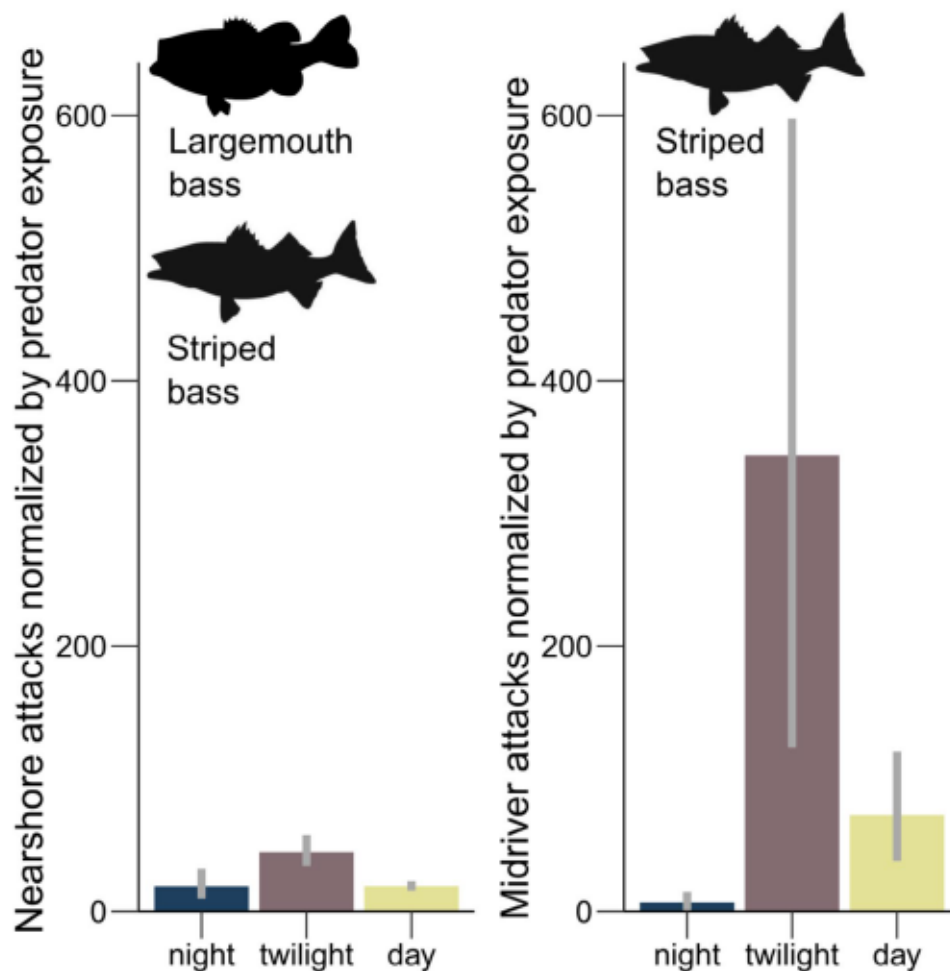 Nearshore attacks normalized by predator exposure
600
400
200
0
Largemouth
bass
Striped
bass
night twilight day
Midriver attacks normalized by predator exposure
600
400
200
0
Striped
bass
night twilight day